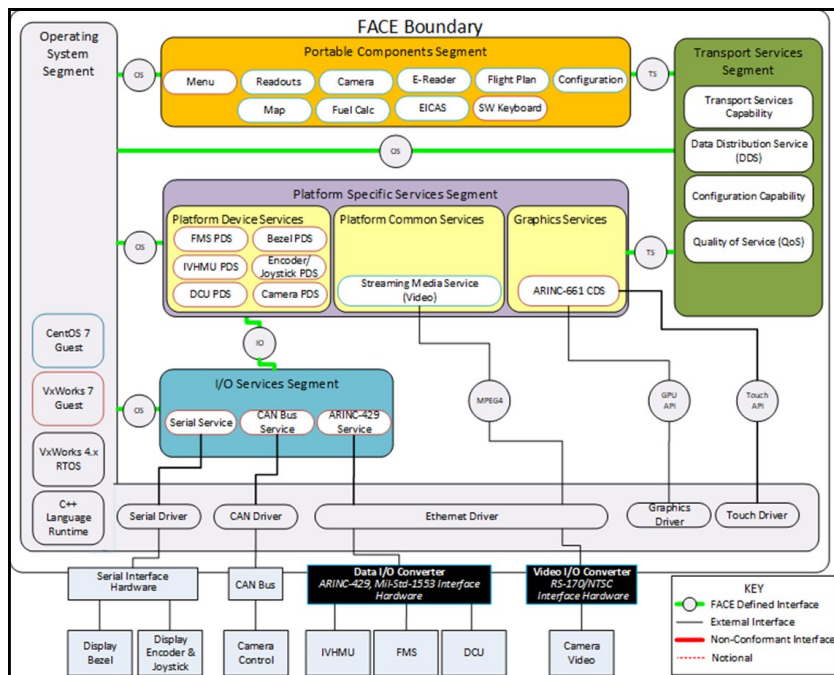 FACE Boundary
Operating
System
Segment
OS
Portable Components Segment
Menu
Readouts
Camera
E-Reader
Flight Plan
Configuration
Map
Fuel Calc
EICAS
SW Keyboard
TS
Transport Services
Segment
Transport Services
Capability
Data Distribution Service
(DDS)
Configuration Capability
Quality of Service (QoS)
OS
Platform Specific Services Segment
OS
Platform Device Services
FMS PDS
Bezel PDS
IVHMU PDS
Encoder/
Joystick PDS
DCU PDS
Camera PDS
Platform Common Services
Streaming Media Service
(Video)
Graphics Services
ARINC-661 CDS
TS
IO
CentOS 7
Guest
VxWorks 7
Guest
VxWorks 4.x
RTOS
C++
Language
Runtime
OS
I/O Services Segment
Serial Service
CAN Bus
Service
ARINC-429
Service
MPEG4
GPU
API
Touch
API
Serial Driver
CAN Driver
Ethernet Driver
Graphics
Driver
Touch Driver
Serial Interface
Hardware
CAN Bus
Data I/O Converter
ARINC-429, Mil-Std-1553 Interface
Hardware
Video I/O Converter
RS-170/NTSC
Interface Hardware
Display
Bezel
Display
Encoder &
Joystick
Camera
Control
IVHMU
FMS
DCU
Camera
Video
KEY
FACE Defined Interface
External Interface
Non-Conformant Interface
Notional